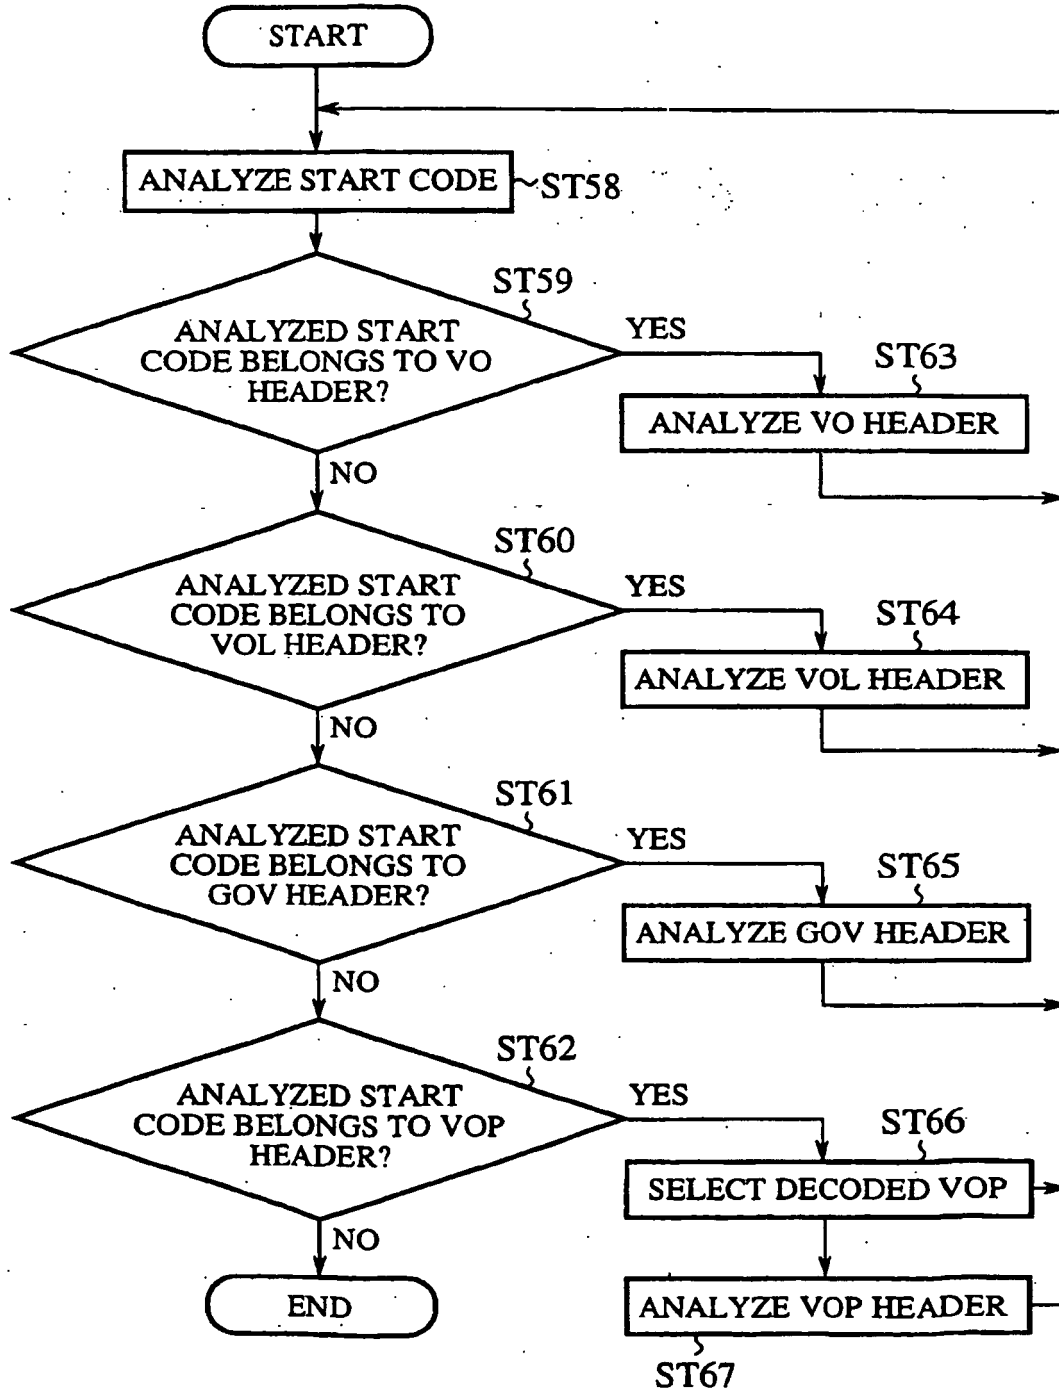 START
ANALYZE START CODE
ST58
ST59
ANALYZED START
CODE BELONGS TO VO
HEADER?
YES
ST63
ANALYZE VO HEADER
NO
ST60
ANALYZED START
CODE BELONGS TO
VOL HEADER?
YES
ST64
ANALYZE VOL HEADER
NO
ST61
ANALYZED START
CODE BELONGS TO
GOV HEADER?
YES
ST65
ANALYZE GOV HEADER
NO
ST62
ANALYZED START
CODE BELONGS TO VOP
HEADER?
YES
ST66
SELECT DECODED VOP
NO
END
ANALYZE VOP HEADER
ST67